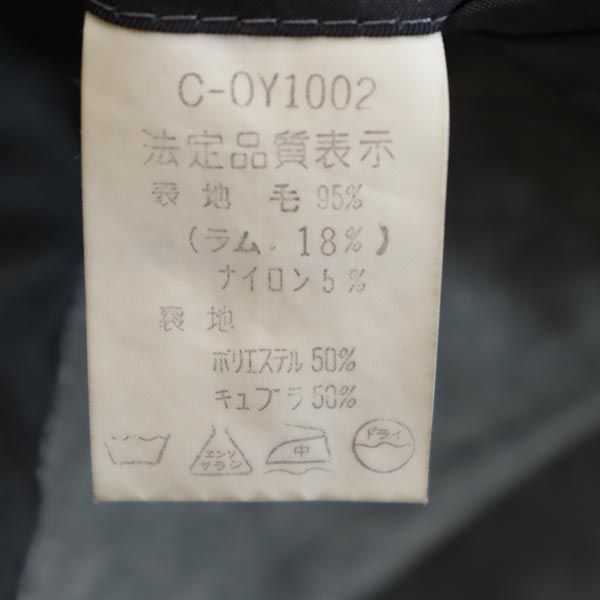 C-OY1002
法定品質表示
表地 毛 95%
(ラム. 18%)
ナイロン 5%
裏地
ポリエステル 50%
キュプラ 50%
エンソ
サラシ
中
ドライ